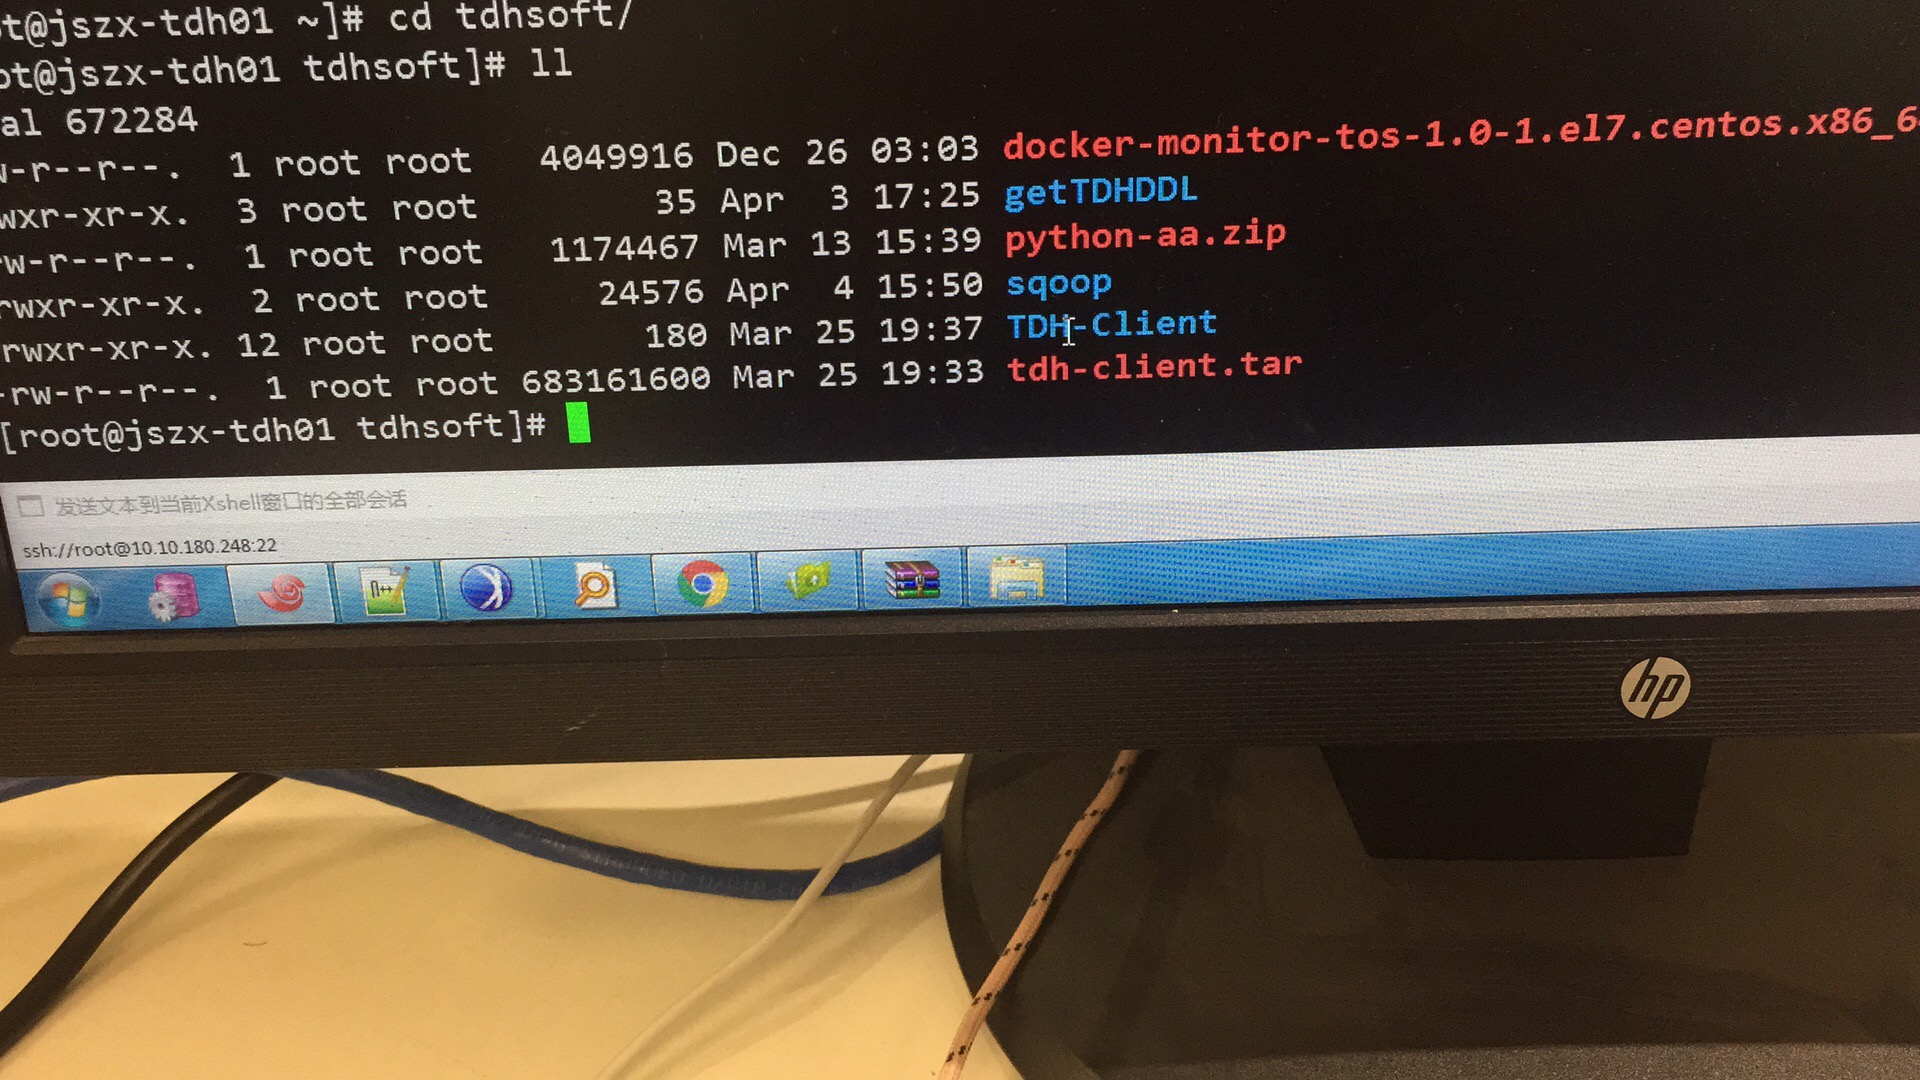 t@jszx-tdh01 ~]# cd tdhsoft/
ot@jszx-tdh01 tdhsoft]# ll
al 672284
w-r--r--. 1 root root 4049916 Dec 26 03:03 docker-monitor-tos-1.0-1.el7.centos.x86_6
wxr-xr-x. 3 root root 35 Apr 3 17:25 getTDHDDL
rw-r--r--. 1 root root 1174467 Mar 13 15:39 python-aa.zip
rwxr-xr-x. 2 root root 24576 Apr 4 15:50 sqoop
rwxr-xr-x. 12 root root 180 Mar 25 19:37 TDH-Client
-rw-r--r--. 1 root root 683161600 Mar 25 19:33 tdh-client.tar
[root@jszx-tdh01 tdhsoft]#
发送文本到当前Xshell窗口的全部会话
ssh://root@10.10.180.248:22
hp